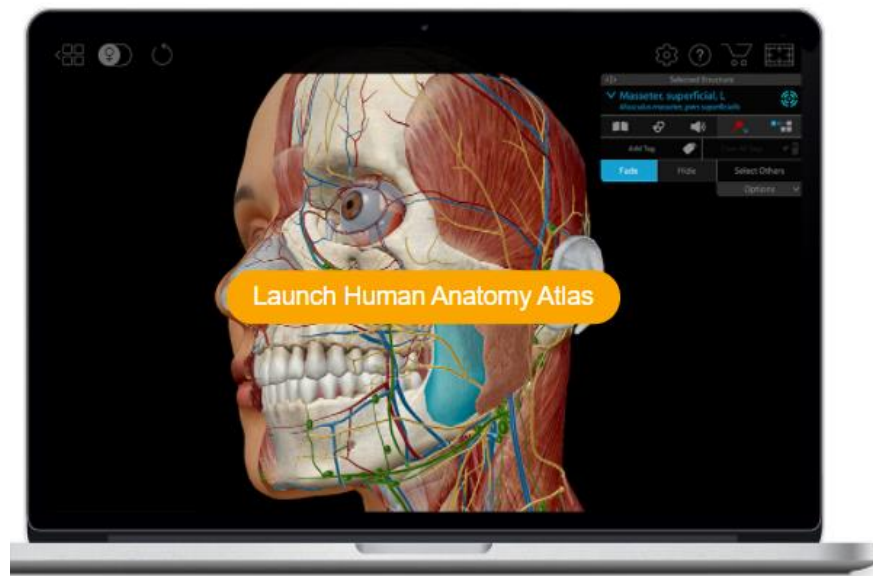 Selected Structure
Masseter, superficial, L
Musculus masseter, pars superficialis
Add Tag
Fade
Hide
Select Others
Options
Launch Human Anatomy Atlas